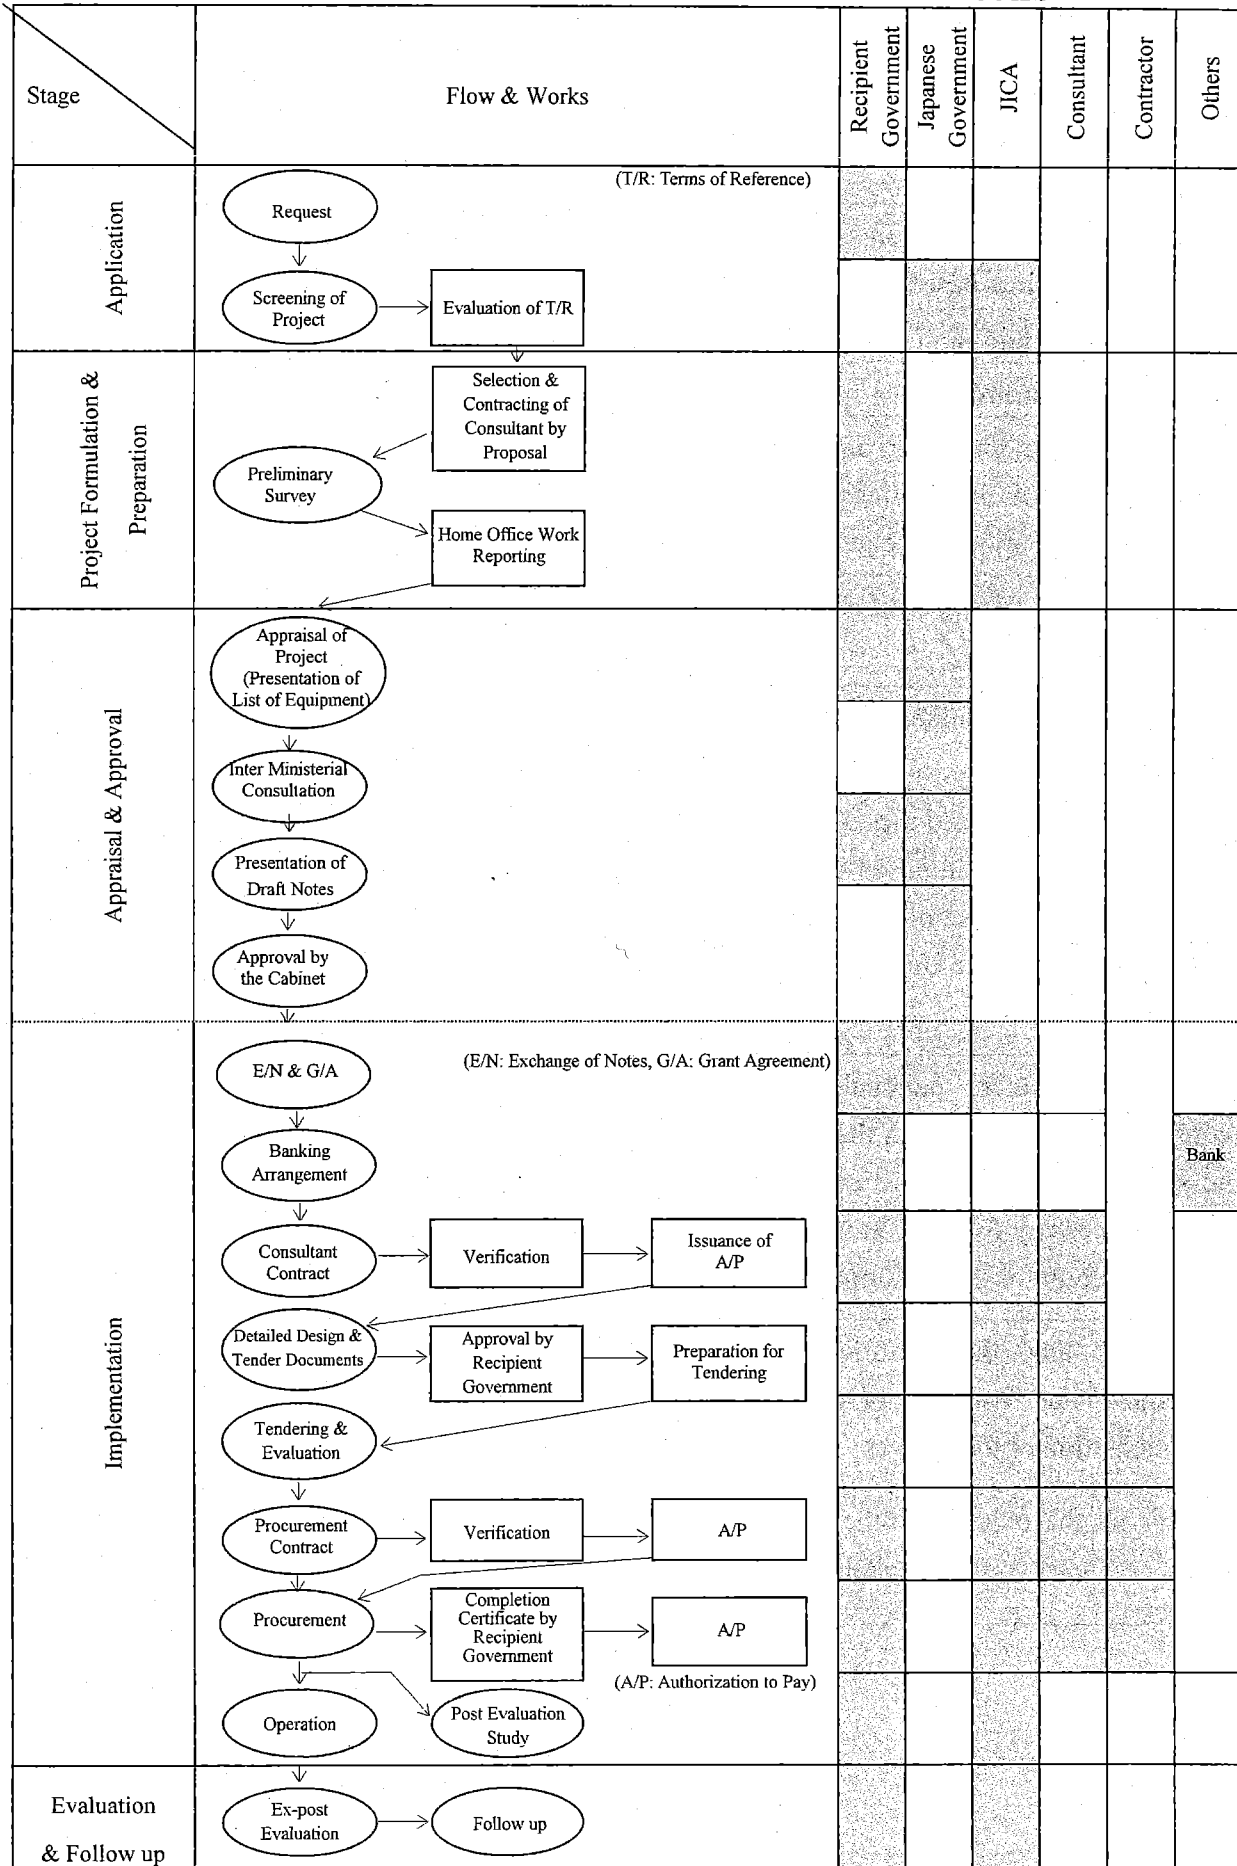 Stage
Flow & Works
Recipient
Government
Japanese
Government
JICA
Consultant
Contractor
Others
Application
(T/R: Terms of Reference)
Request
Screening of
Project
Evaluation of T/R
Project Formulation &
Preparation
Selection &
Contracting of
Consultant by
Proposal
Preliminary
Survey
Home Office Work
Reporting
Appraisal & Approval
Appraisal of
Project
(Presentation of
List of Equipment)
Inter Ministerial
Consultation
Presentation of
Draft Notes
Approval by
the Cabinet
Implementation
E/N & G/A
(E/N: Exchange of Notes, G/A: Grant Agreement)
Banking
Arrangement
Bank
Consultant
Contract
Verification
Issuance of
A/P
Detailed Design &
Tender Documents
Approval by
Recipient
Government
Preparation for
Tendering
Tendering &
Evaluation
Procurement
Contract
Verification
A/P
Procurement
Completion
Certificate by
Recipient
Government
A/P
(A/P: Authorization to Pay)
Operation
Post Evaluation
Study
Evaluation
& Follow up
Ex-post
Evaluation
Follow up